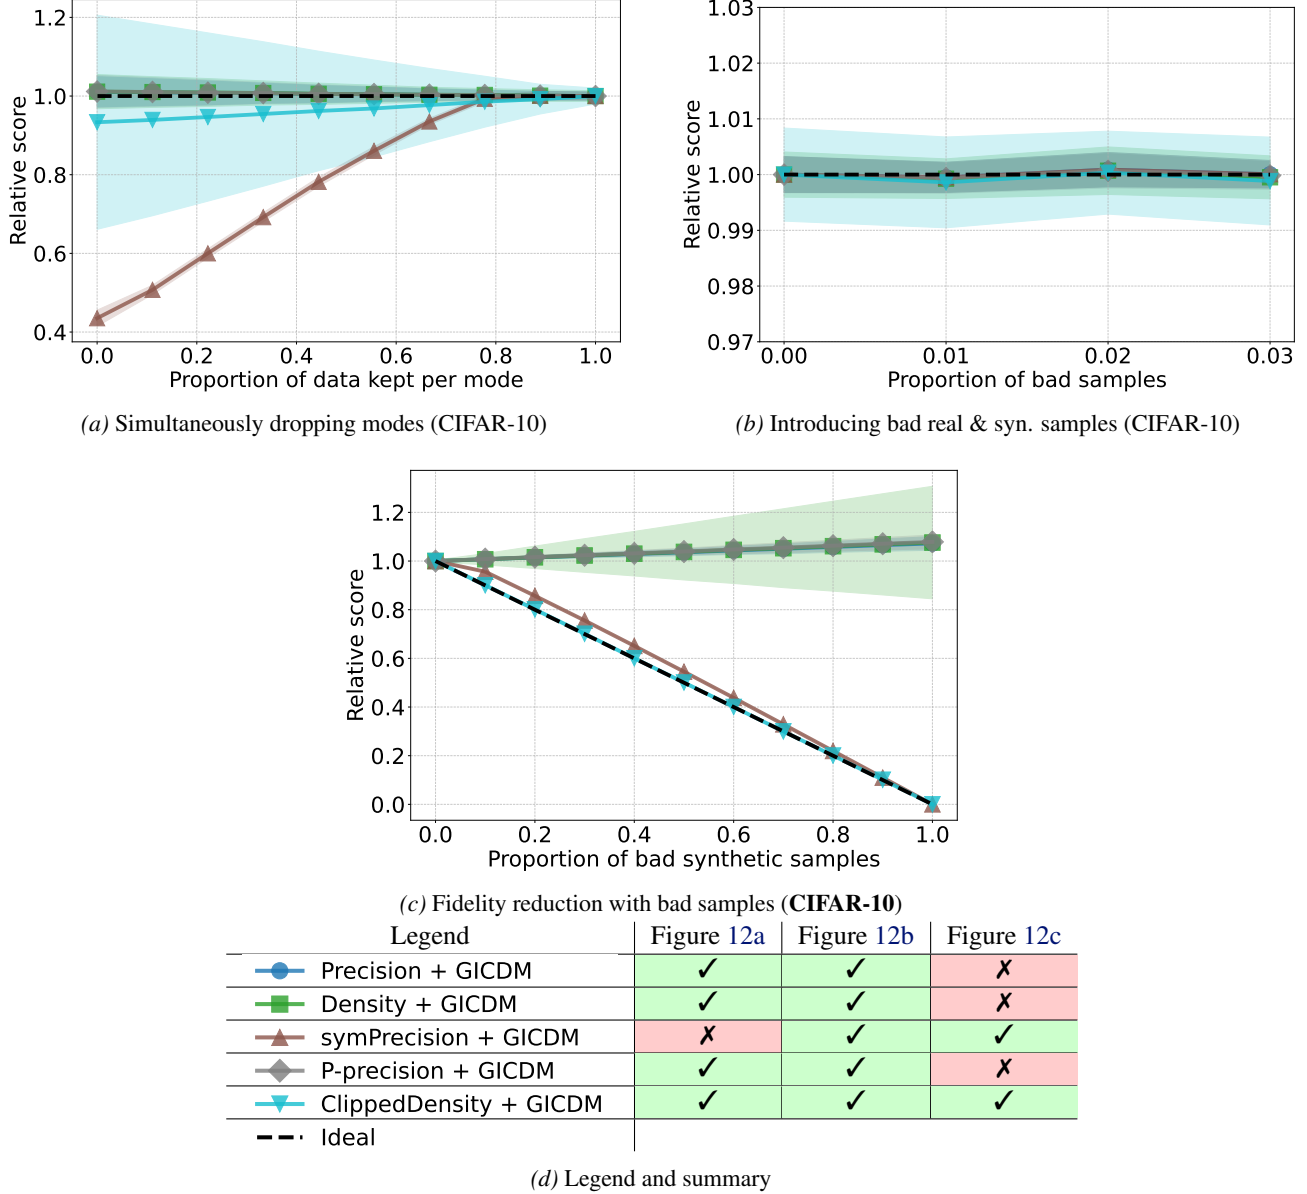 1.2
1.0
0.8
0.6
0.4
Relative score
0.0 0.2 0.4 0.6 0.8 1.0
Proportion of data kept per mode
(a) Simultaneously dropping modes (CIFAR-10)
1.03
1.02
1.01
1.00
0.99
0.98
0.97
Relative score
0.00 0.01 0.02 0.03
Proportion of bad samples
(b) Introducing bad real & syn. samples (CIFAR-10)
1.2
1.0
0.8
0.6
0.4
0.2
0.0
Relative score
0.0 0.2 0.4 0.6 0.8 1.0
Proportion of bad synthetic samples
(c) Fidelity reduction with bad samples (CIFAR-10)
Legend Figure 12a Figure 12b Figure 12c
Precision + GICDM ✓ ✓ ✗
Density + GICDM ✓ ✓ ✗
symPrecision + GICDM ✗ ✓ ✓
P-precision + GICDM ✓ ✓ ✗
ClippedDensity + GICDM ✓ ✓ ✓
Ideal
(d) Legend and summary